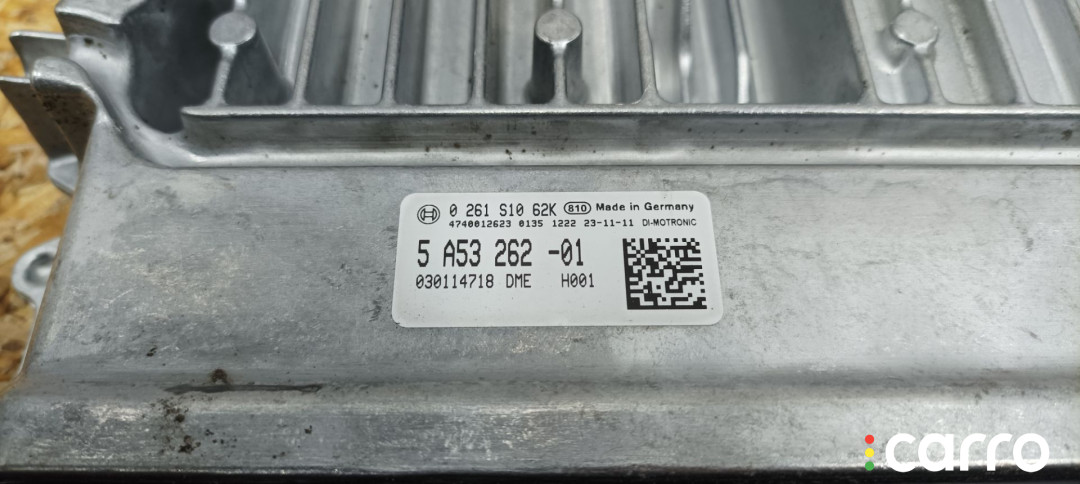 0 261 S10 62K 810 Made in Germany
4740012623 0135 1222 23-11-11 DI-MOTRONIC
5 A53 262 -01
030114718 DME H001
carro